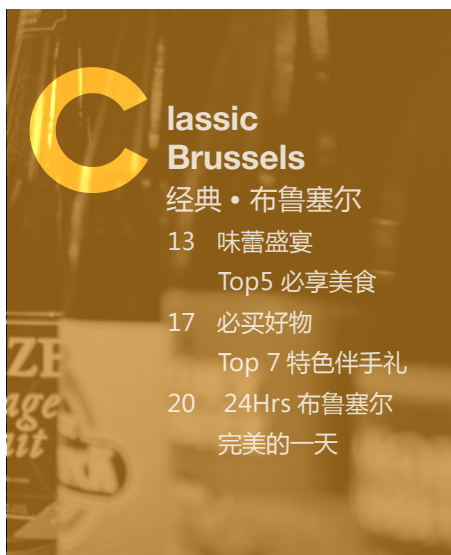 Classic
Brussels
经典 • 布鲁塞尔
13 味蕾盛宴
Top5 必享美食
17 必买好物
Top 7 特色伴手礼
20 24Hrs 布鲁塞尔
完美的一天